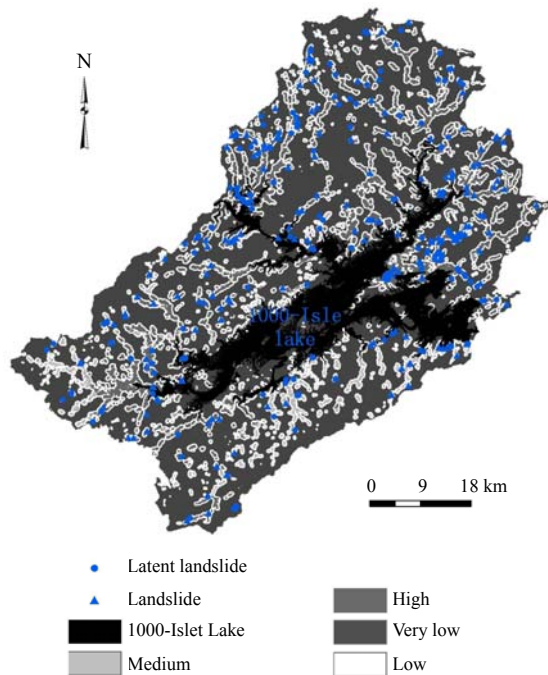 N
1000-Isle
lake
0 9 18 km
Latent landslide
Landslide
High
1000-Islet Lake
Very low
Medium
Low